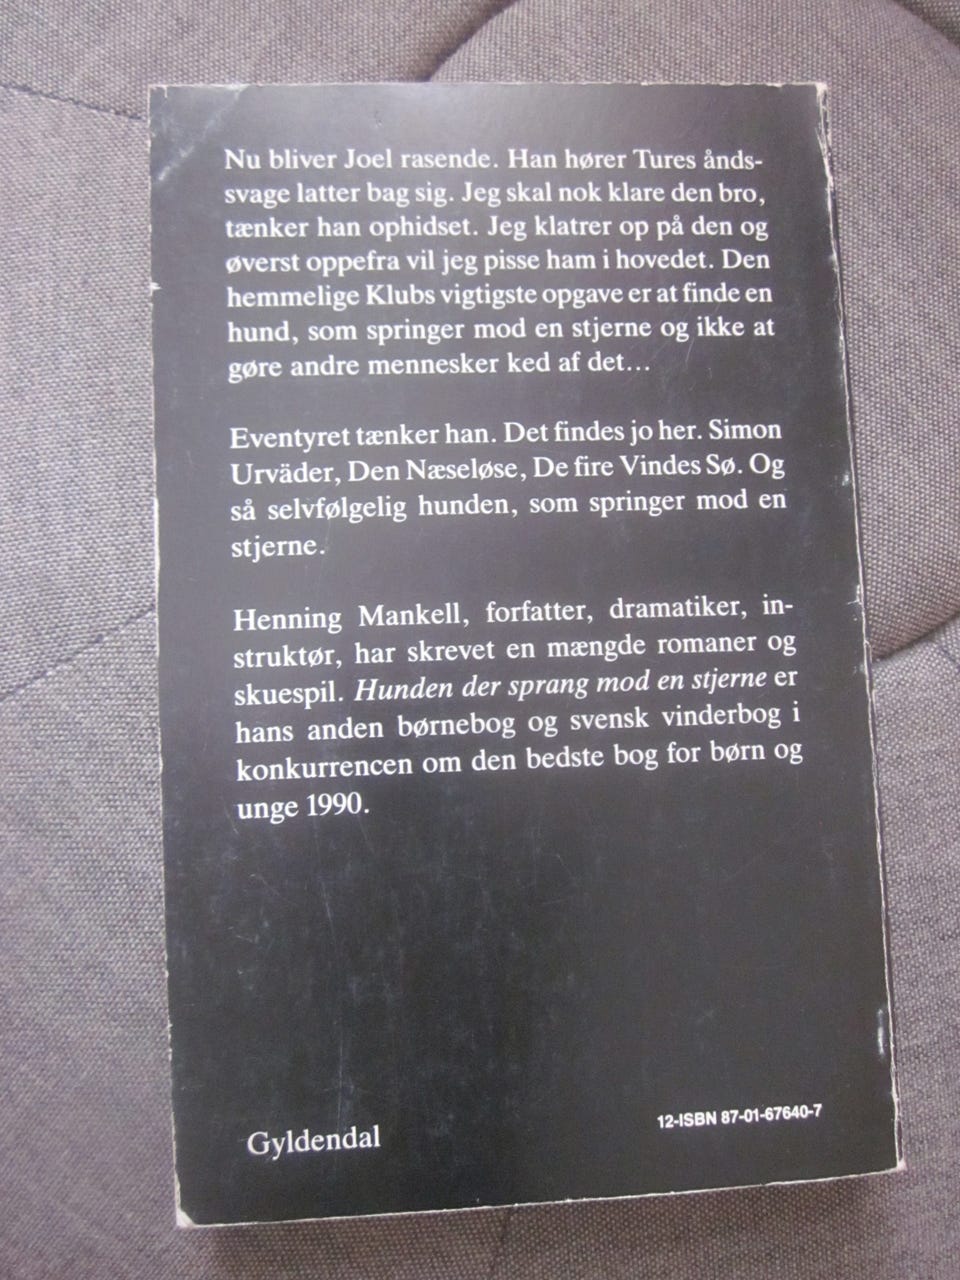 Nu bliver Joel rasende. Han hører Tures ånds-
svage latter bag sig. Jeg skal nok klare den bro,
tænker han ophidset. Jeg klatrer op på den og
øverst oppefra vil jeg pisse ham i hovedet. Den
hemmelige Klubs vigtigste opgave er at finde en
hund, som springer mod en stjerne og ikke at
gøre andre mennesker ked af det...
Eventyret tænker han. Det findes jo her. Simon
Urväder, Den Næseløse, De fire Vindes Sø. Og
så selvfølgelig hunden, som springer mod en
stjerne.
Henning Mankell, forfatter, dramatiker, in-
struktør, har skrevet en mængde romaner og
skuespil. Hunden der sprang mod en stjerne er
hans anden børnebog og svensk vinderbog i
konkurrencen om den bedste bog for børn og
unge 1990.
Gyldendal
12-ISBN 87-01-67640-7